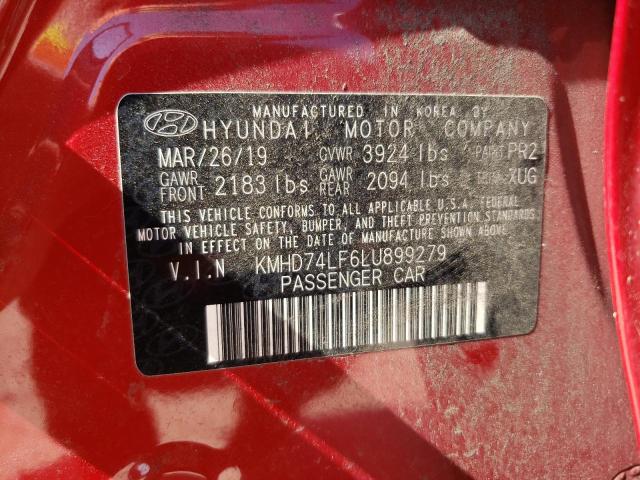 MANUFACTURED IN KOREA BY
HYUNDAI MOTOR COMPANY
MAR/26/19 GVWR 3924 lbs PAINT PR2
GAWR FRONT 2183 lbs GAWR REAR 2094 lbs TRIM XUG
THIS VEHICLE CONFORMS TO ALL APPLICABLE U.S.A. FEDERAL
MOTOR VEHICLE SAFETY, BUMPER, AND THEFT PREVENTION STANDARDS
IN EFFECT ON THE DATE OF MANUFACTURE SHOWN ABOVE.
V.I.N KMHD74LF6LU899279
PASSENGER CAR